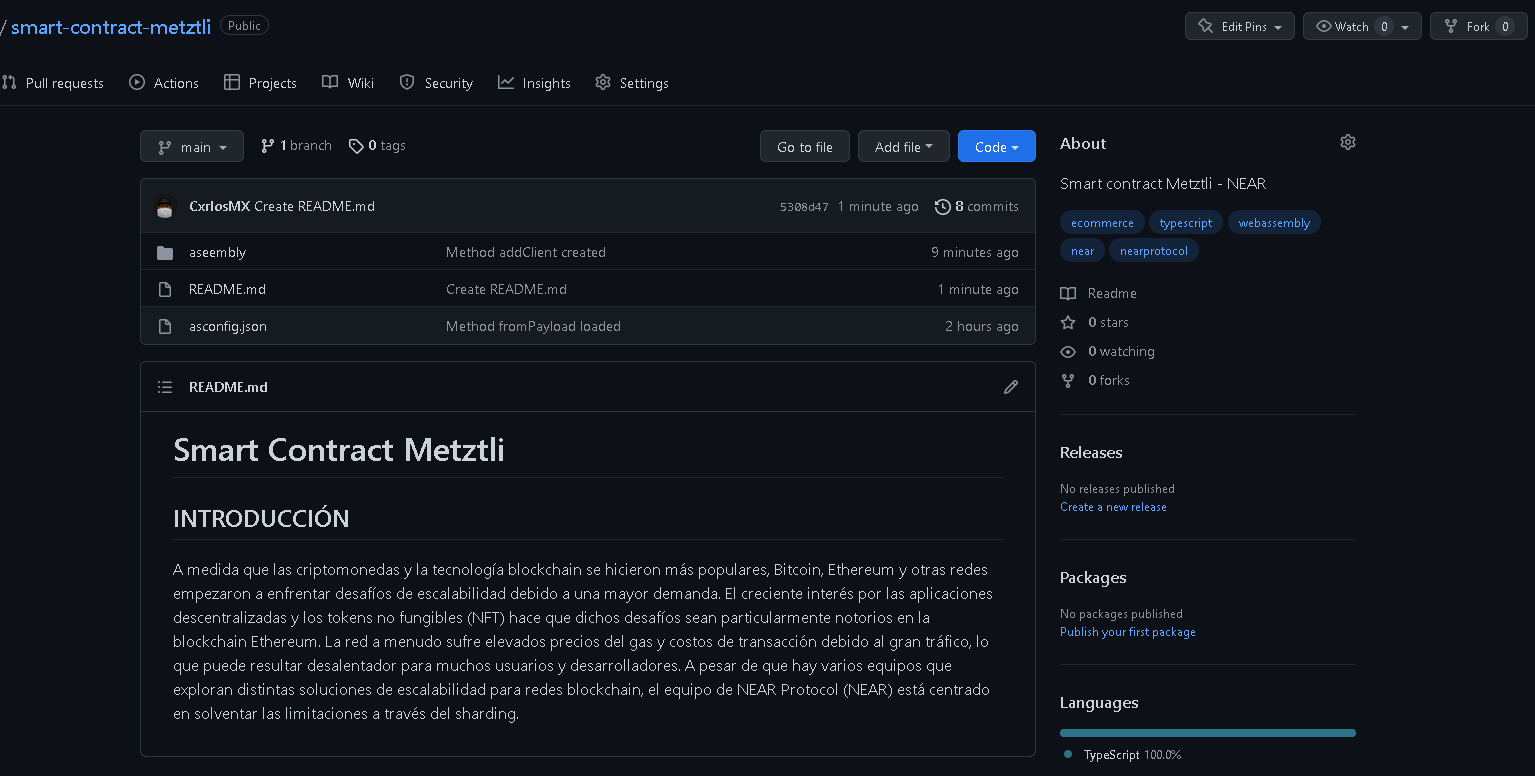 / smart-contract-metztli Public
Edit Pins Watch 0 Fork 0
Pull requests Actions Projects Wiki Security Insights Settings
main 1 branch 0 tags Go to file Add file Code
CxrlosMX Create README.md 5308d47 1 minute ago 8 commits
aseembly Method addClient created 9 minutes ago
README.md Create README.md 1 minute ago
asconfig.json Method fromPayload loaded 2 hours ago
README.md
Smart Contract Metztli
INTRODUCCIÓN
A medida que las criptomonedas y la tecnología blockchain se hicieron más populares, Bitcoin, Ethereum y otras redes
empezaron a enfrentar desafíos de escalabilidad debido a una mayor demanda. El creciente interés por las aplicaciones
descentralizadas y los tokens no fungibles (NFT) hace que dichos desafíos sean particularmente notorios en la
blockchain Ethereum. La red a menudo sufre elevados precios del gas y costos de transacción debido al gran tráfico, lo
que puede resultar desalentador para muchos usuarios y desarrolladores. A pesar de que hay varios equipos que
exploran distintas soluciones de escalabilidad para redes blockchain, el equipo de NEAR Protocol (NEAR) está centrado
en solventar las limitaciones a través del sharding.
About
Smart contract Metztli - NEAR
ecommerce typescript webassembly
near nearprotocol
Readme
0 stars
0 watching
0 forks
Releases
No releases published
Create a new release
Packages
No packages published
Publish your first package
Languages
TypeScript 100.0%